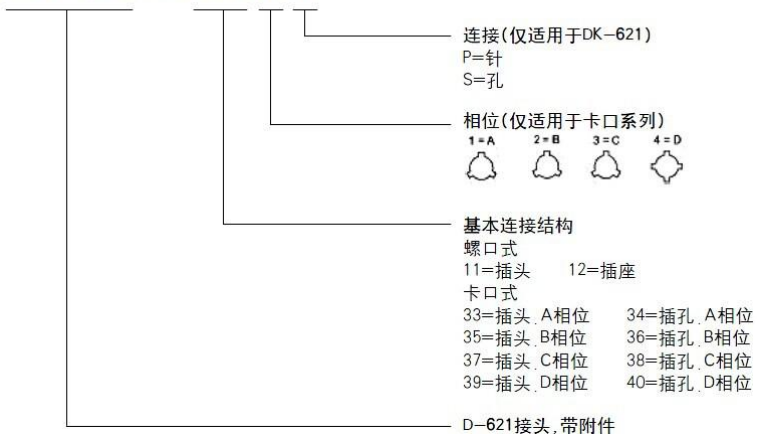 连接(仅适用于DK-621)
P=针
S=孔
相位(仅适用于卡口系列)
1=A 2=B 3=C 4=D
基本连接结构
螺口式
11=插头 12=插座
卡口式
33=插头,A相位 34=插孔,A相位
35=插头,B相位 36=插孔,B相位
37=插头,C相位 38=插孔,C相位
39=插头,D相位 40=插孔,D相位
D-621接头,带附件